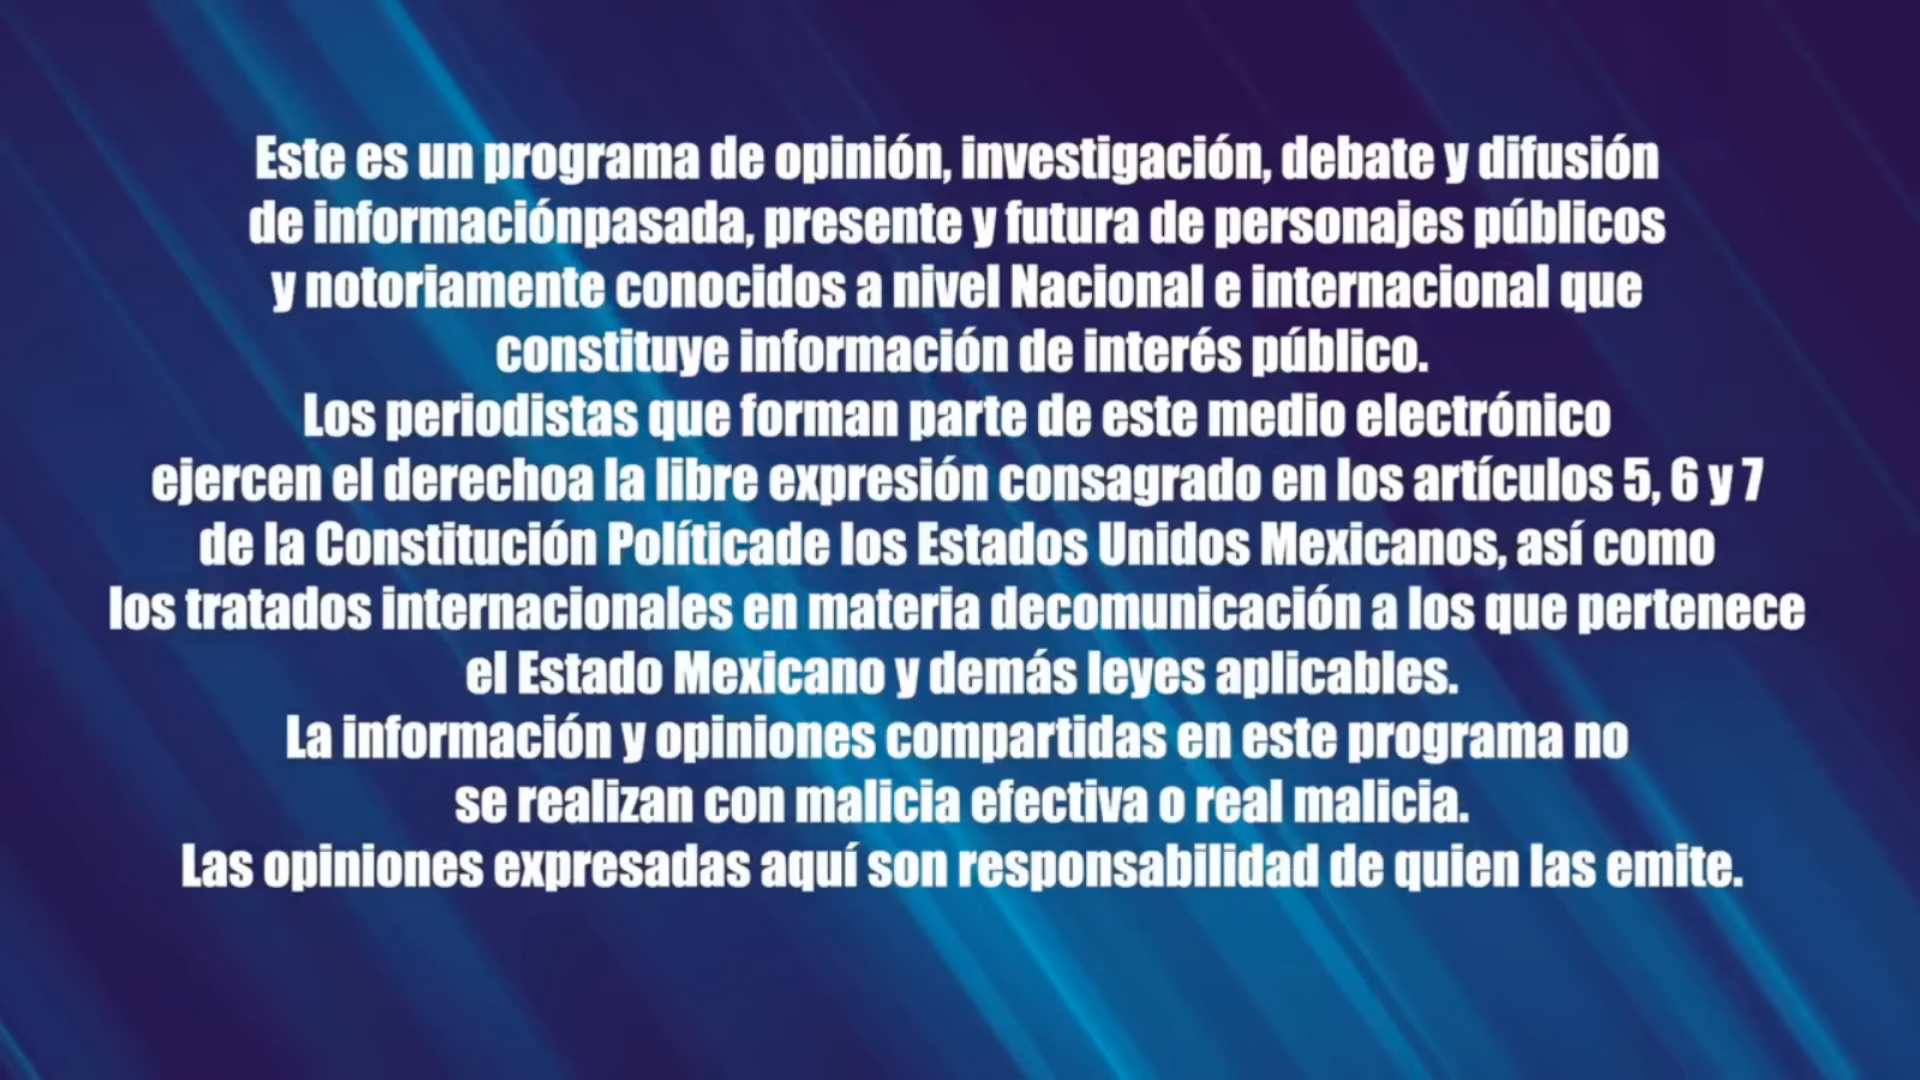 Este es un programa de opinión, investigación, debate y difusión
de informaciónpasada, presente y futura de personajes públicos
y notoriamente conocidos a nivel Nacional e internacional que
constituye información de interés público.
Los periodistas que forman parte de este medio electrónico
ejercen el derechoa la libre expresión consagrado en los artículos 5, 6 y 7
de la Constitución Políticade los Estados Unidos Mexicanos, así como
los tratados internacionales en materia decomunicación a los que pertenece
el Estado Mexicano y demás leyes aplicables.
La información y opiniones compartidas en este programa no
se realizan con malicia efectiva o real malicia.
Las opiniones expresadas aquí son responsabilidad de quien las emite.